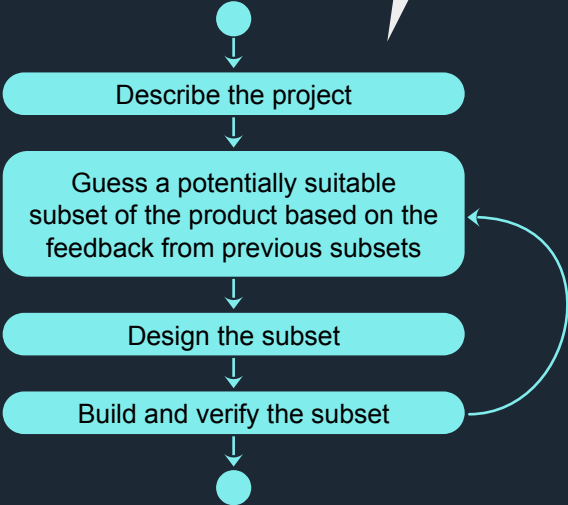 Describe the project
Guess a potentially suitable
subset of the product based on the
feedback from previous subsets
Design the subset
Build and verify the subset